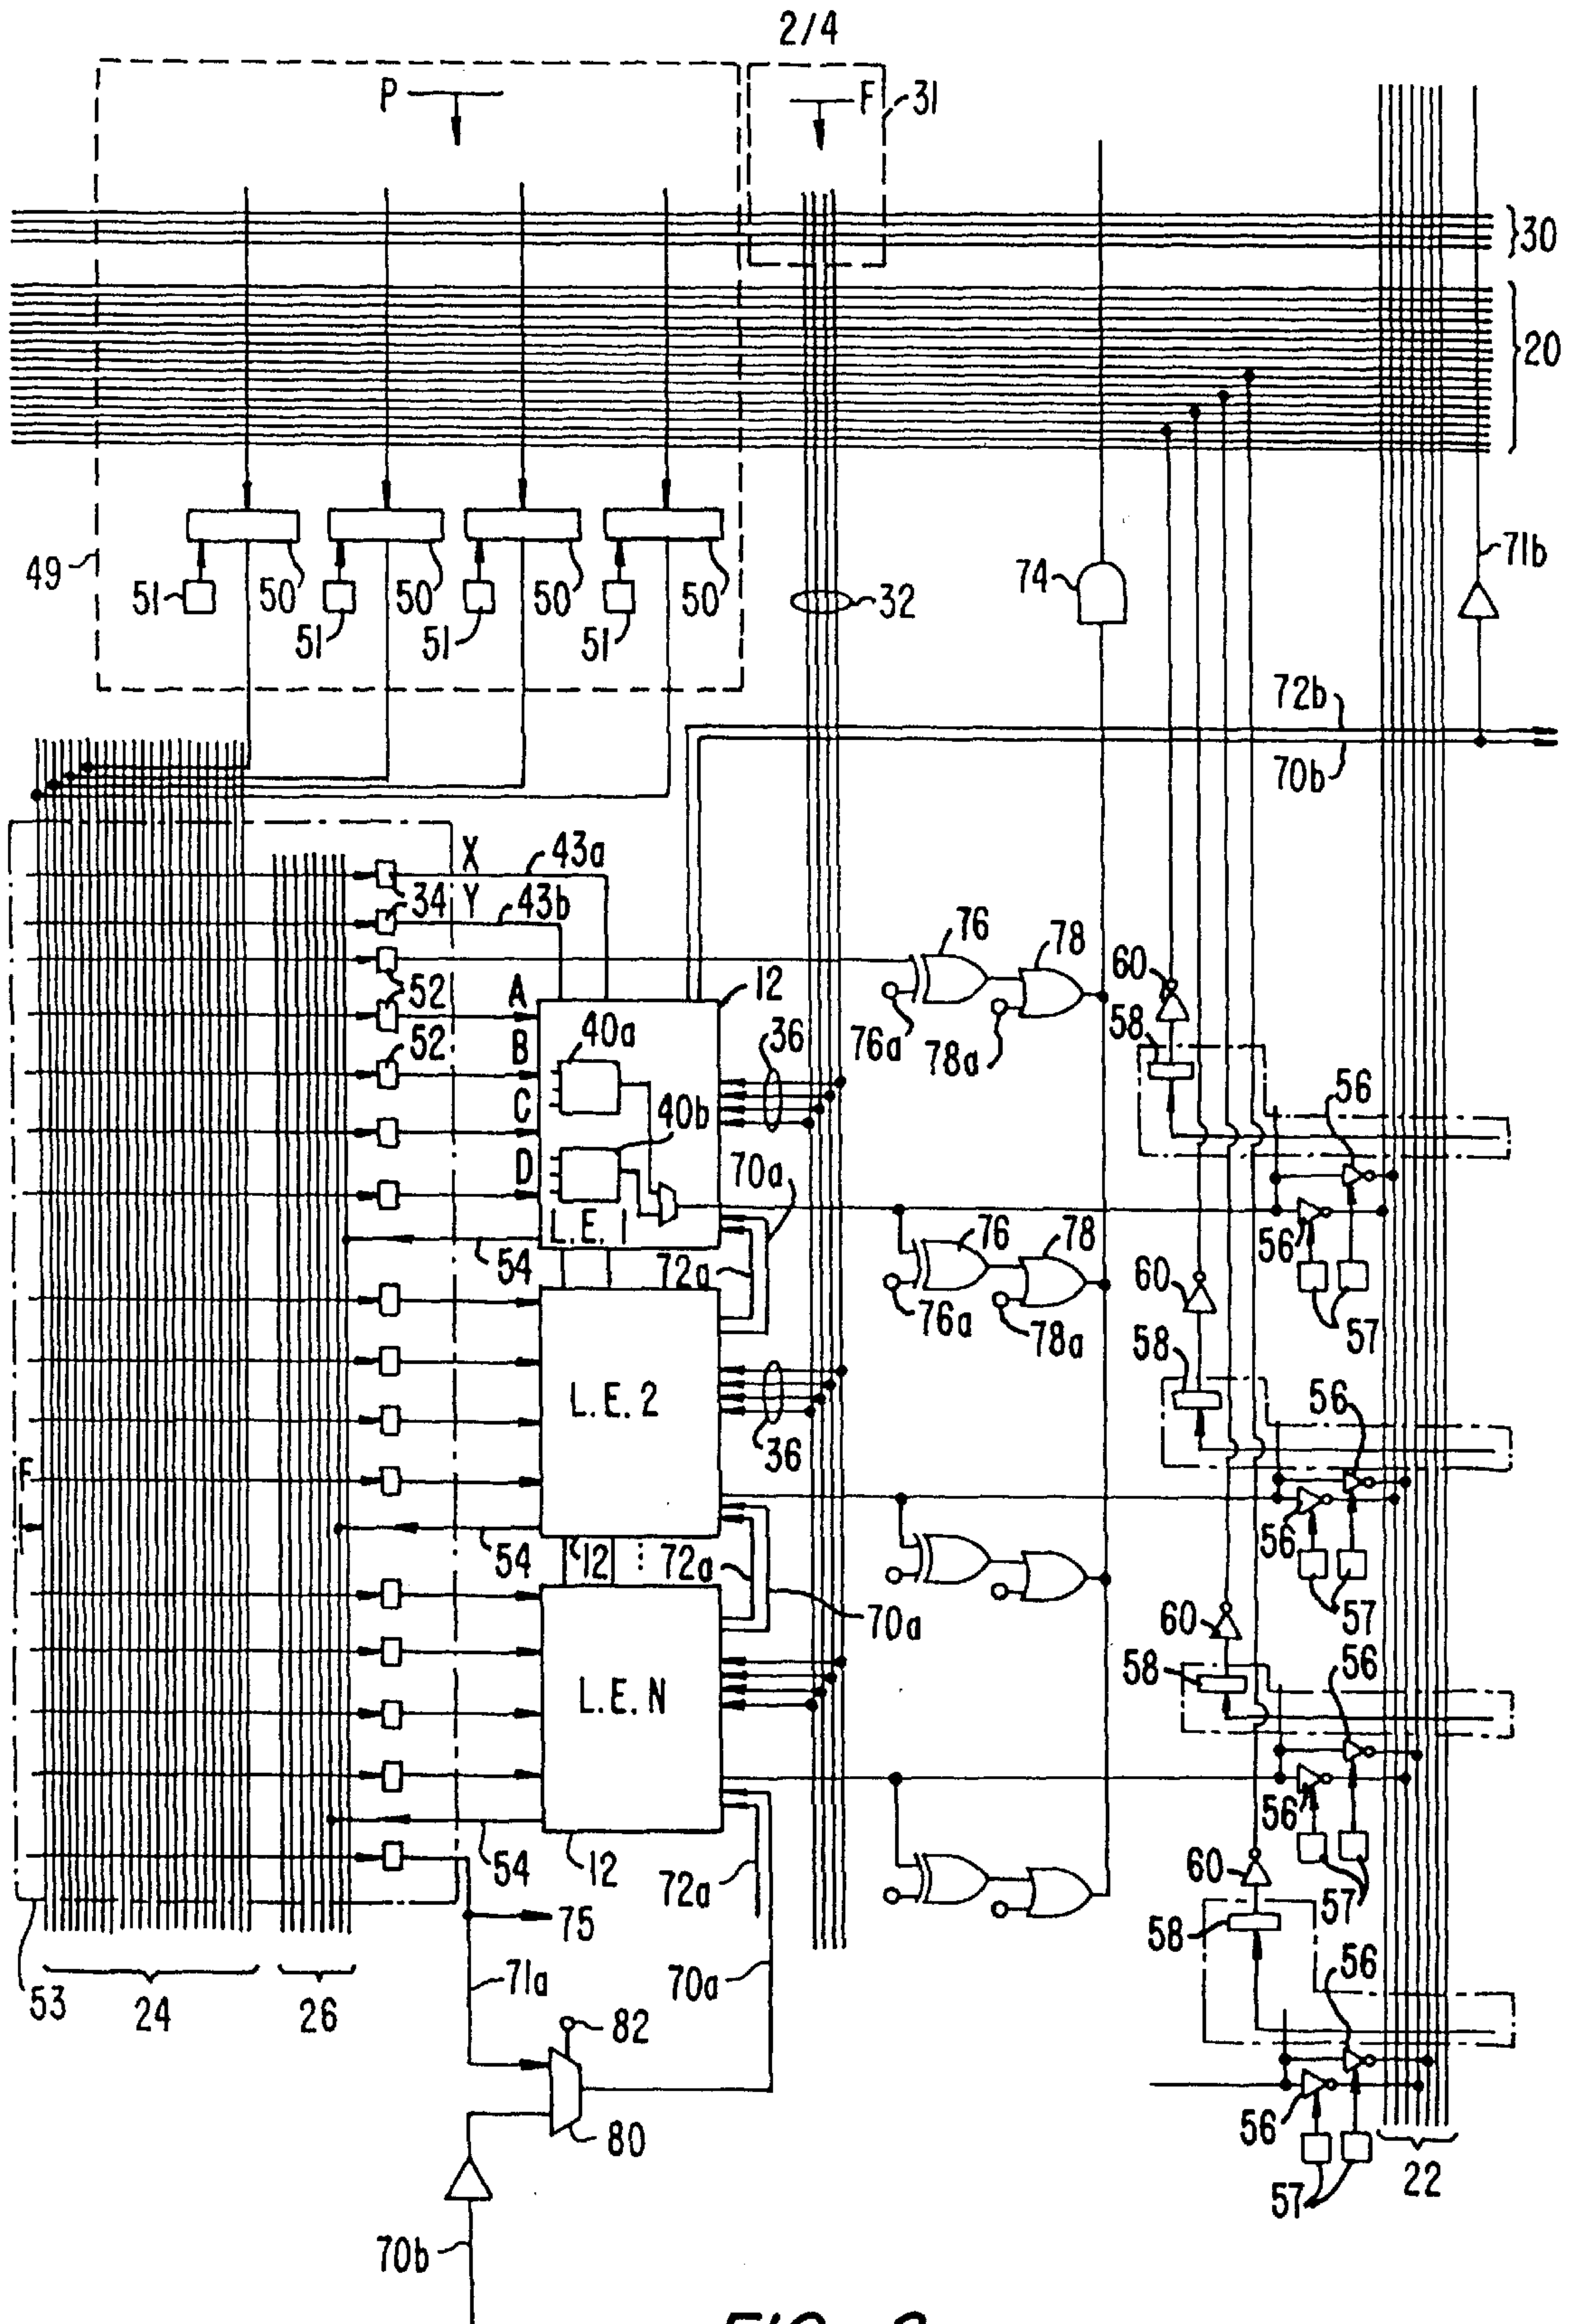 2/4
P
F
31
30
20
49
51
50
51
50
51
50
51
50
32
74
71b
72b
70b
X
43a
34
Y
43b
52
A
12
76
78
60
52
B
40a
36
76a
78a
58
C
40b
56
D
70a
L.E. 1
54
72a
76
78
56
57
60
76a
78a
58
L.E. 2
36
56
F
54
12
72a
56
57
70a
60
58
56
L.E. N
56
54
12
72a
60
57
75
58
53
24
26
71a
70a
56
82
80
56
57
22
70b